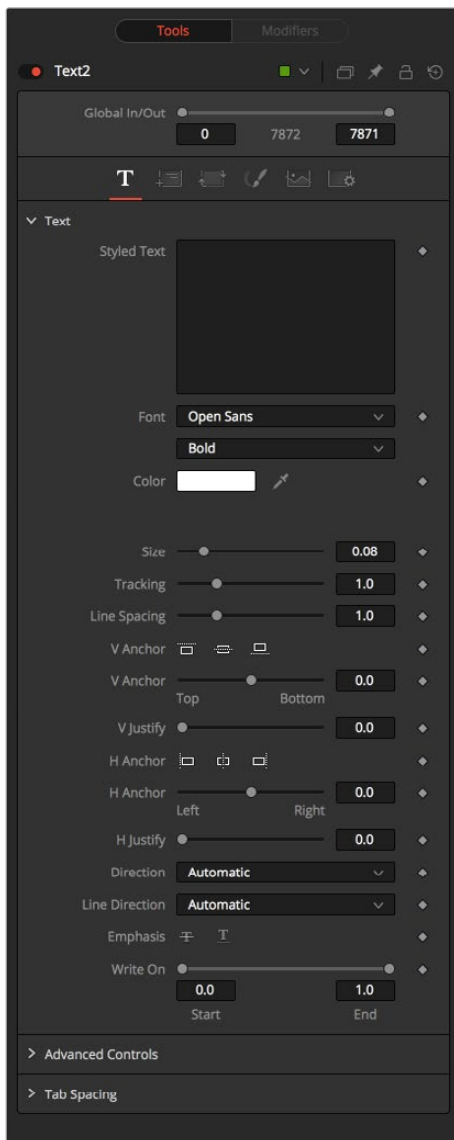 Tools Modifiers
Text2
Global In/Out
0 7872 7871
T
Text
Styled Text
Font Open Sans
Bold
Color
Size 0.08
Tracking 1.0
Line Spacing 1.0
V Anchor
V Anchor 0.0
Top Bottom
V Justify 0.0
H Anchor
H Anchor 0.0
Left Right
H Justify 0.0
Direction Automatic
Line Direction Automatic
Emphasis T T
Write On
0.0 1.0
Start End
Advanced Controls
Tab Spacing